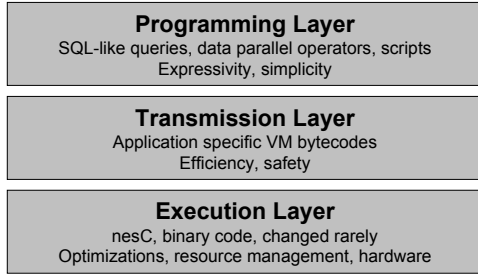 Programming Layer
SQL-like queries, data parallel operators, scripts
Expressivity, simplicity
Transmission Layer
Application specific VM bytecodes
Efficiency, safety
Execution Layer
nesC, binary code, changed rarely
Optimizations, resource management, hardware